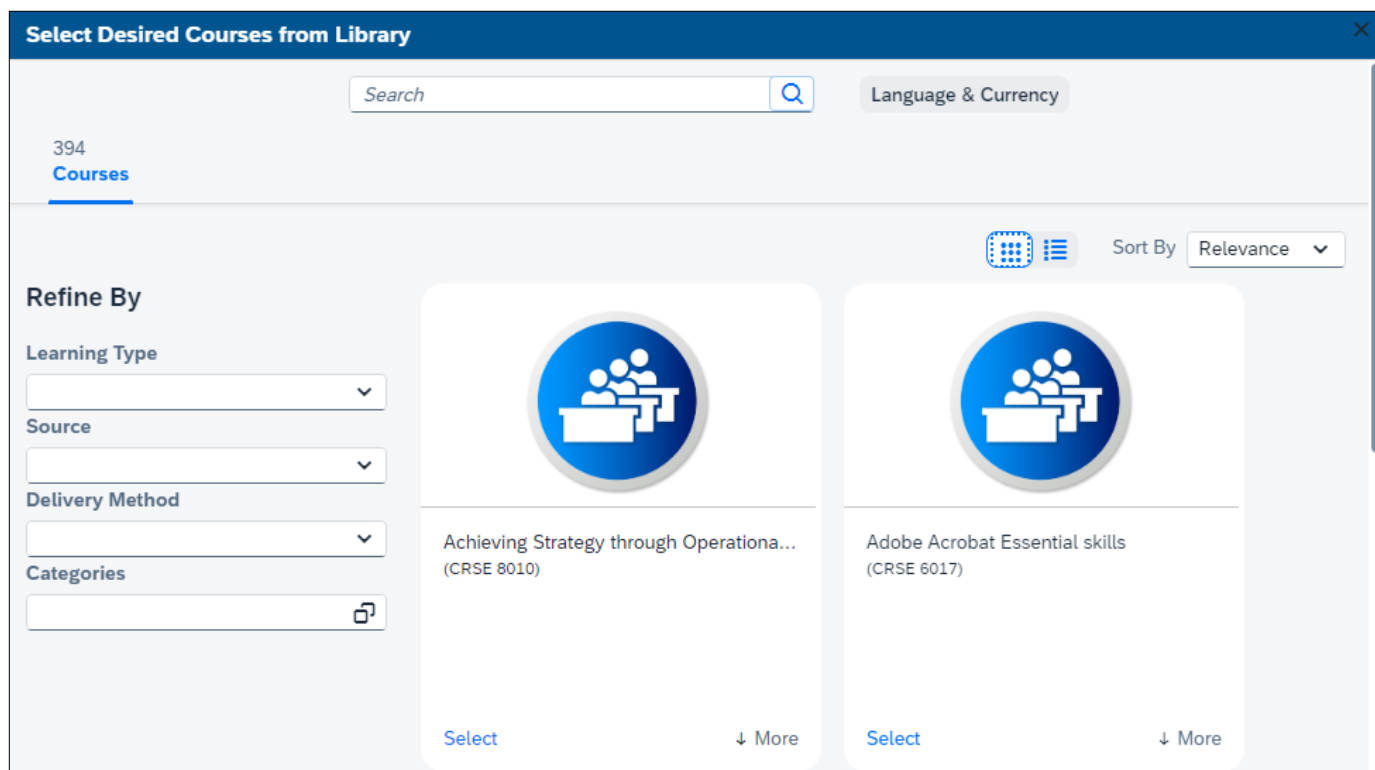 Select Desired Courses from Library
Search
Language & Currency
394
Courses
Sort By
Relevance
Refine By
Learning Type
Source
Delivery Method
Categories
Achieving Strategy through Operationa...
(CRSE 8010)
Select
↓ More
Adobe Acrobat Essential skills
(CRSE 6017)
Select
↓ More